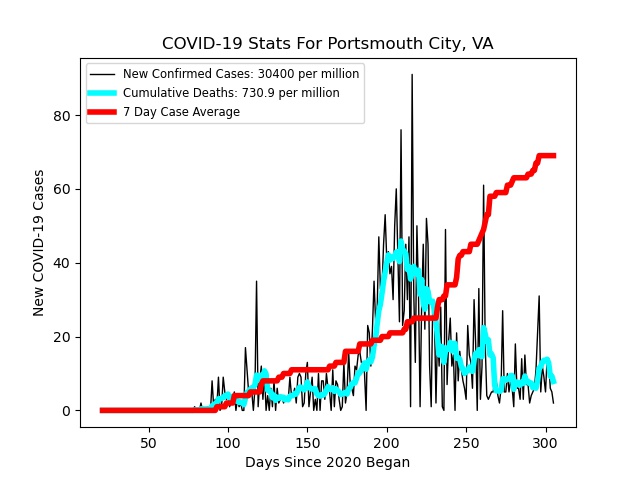 COVID-19 Stats For Portsmouth City, VA
New Confirmed Cases: 30400 per million
Cumulative Deaths: 730.9 per million
7 Day Case Average
New COVID-19 Cases
80
60
40
20
0
50 100 150 200 250 300
Days Since 2020 Began